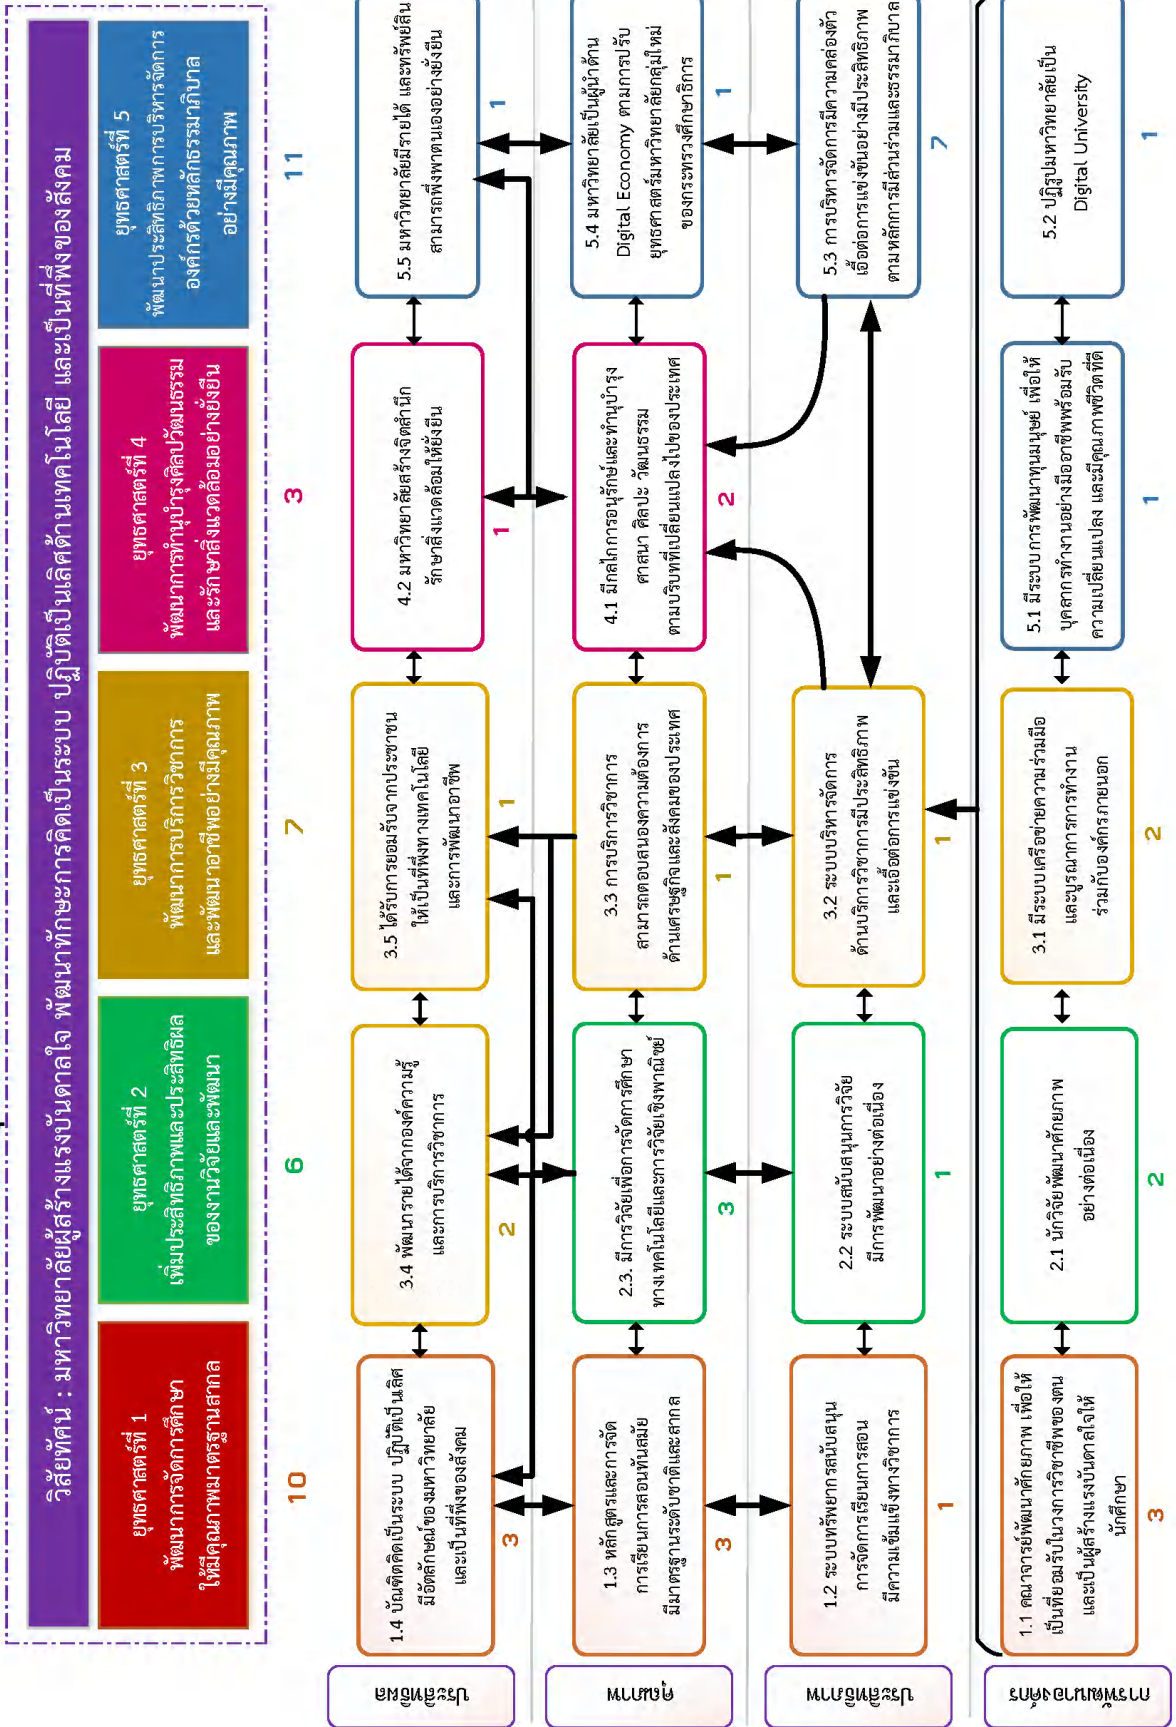 วิสัยทัศน์ : มหาวิทยาลัยผู้สร้างแรงบันดาลใจ พัฒนาทักษะการคิดเป็นระบบ ปฏิบัติเป็นเลิศด้านเทคโนโลยี และเป็นที่พึ่งของสังคม
ยุทธศาสตร์ที่ 1
พัฒนาการจัดการศึกษา
ให้มีคุณภาพมาตรฐานสากล
ยุทธศาสตร์ที่ 2
เพิ่มประสิทธิภาพและประสิทธิผล
ของงานวิจัยและพัฒนา
ยุทธศาสตร์ที่ 3
พัฒนาการบริการวิชาการ
และพัฒนาอาชีพอย่างมีคุณภาพ
ยุทธศาสตร์ที่ 4
พัฒนาการทำนุบำรุงศิลปวัฒนธรรม
และรักษาสิ่งแวดล้อมอย่างยั่งยืน
ยุทธศาสตร์ที่ 5
พัฒนาประสิทธิภาพการบริหารจัดการ
องค์กรด้วยหลักธรรมาภิบาล
อย่างมีคุณภาพ
10
6
7
3
11
ประสิทธิผล
1.4 บัณฑิตคิดเป็นระบบ ปฏิบัติเป็นเลิศ
มีอัตลักษณ์ของมหาวิทยาลัย
และเป็นที่พึ่งของสังคม
3
3.4 พัฒนารายได้จากองค์ความรู้
และการบริการวิชาการ
2
3.5 ได้รับการยอมรับจากประชาชน
ให้เป็นที่พึ่งทางเทคโนโลยี
และการพัฒนาอาชีพ
1
4.2 มหาวิทยาลัยสร้างจิตสำนึก
รักษาสิ่งแวดล้อมให้ยั่งยืน
1
5.5 มหาวิทยาลัยมีรายได้ และทรัพย์สิน
สามารถพึ่งพาตนเองอย่างยั่งยืน
1
คุณภาพ
1.3 หลักสูตรและการจัด
การเรียนการสอนทันสมัย
มีมาตรฐานระดับชาติและสากล
3
2.3. มีการวิจัยเพื่อการจัดการศึกษา
ทางเทคโนโลยีและการวิจัยเชิงพาณิชย์
3
3.3 การบริการวิชาการ
สามารถตอบสนองความต้องการ
ด้านเศรษฐกิจและสังคมของประเทศ
1
4.1 มีกลไกการอนุรักษ์และทำนุบำรุง
ศาสนา ศิลปะ วัฒนธรรม
ตามบริบทที่เปลี่ยนแปลงไปของประเทศ
2
5.4 มหาวิทยาลัยเป็นผู้นำด้าน
Digital Economy ตามการปรับ
ยุทธศาสตร์มหาวิทยาลัยกลุ่มใหม่
ของกระทรวงศึกษาธิการ
1
ประสิทธิภาพ
1.2 ระบบทรัพยากรสนับสนุน
การจัดการเรียนการสอน
มีความเข้มแข็งทางวิชาการ
1
2.2 ระบบสนับสนุนการวิจัย
มีการพัฒนาอย่างต่อเนื่อง
1
3.2 ระบบบริหารจัดการ
ด้านบริการวิชาการมีประสิทธิภาพ
และเอื้อต่อการแข่งขัน
1
5.3 การบริหารจัดการมีความคล่องตัว
เอื้อต่อการแข่งขันอย่างมีประสิทธิภาพ
ตามหลักการมีส่วนร่วมและธรรมาภิบาล
7
การพัฒนาองค์กร
1.1 คณาจารย์พัฒนาศักยภาพ เพื่อให้
เป็นที่ยอมรับในวงการวิชาชีพของตน
และเป็นผู้สร้างแรงบันดาลใจให้
นักศึกษา
3
2.1 นักวิจัยพัฒนาศักยภาพ
อย่างต่อเนื่อง
2
3.1 มีระบบเครือข่ายความร่วมมือ
และบูรณาการการทำงาน
ร่วมกับองค์กรภายนอก
2
5.1 มีระบบการพัฒนาทุนมนุษย์ เพื่อให้
บุคลากรทำงานอย่างมืออาชีพพร้อมรับ
ความเปลี่ยนแปลง และมีคุณภาพชีวิตที่ดี
1
5.2 ปฏิรูปมหาวิทยาลัยเป็น
Digital University
1